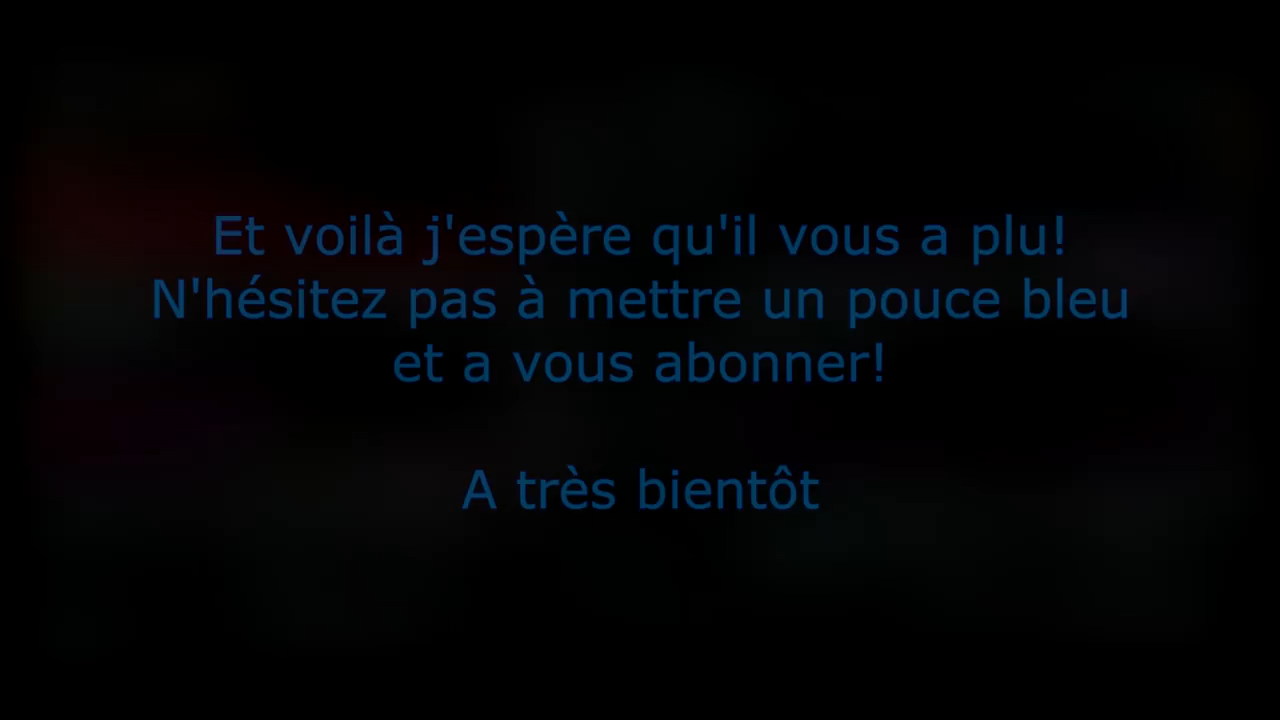 Et voilà j'espère qu'il vous a plu!
N'hésitez pas à mettre un pouce bleu
et a vous abonner!
A très bientôt